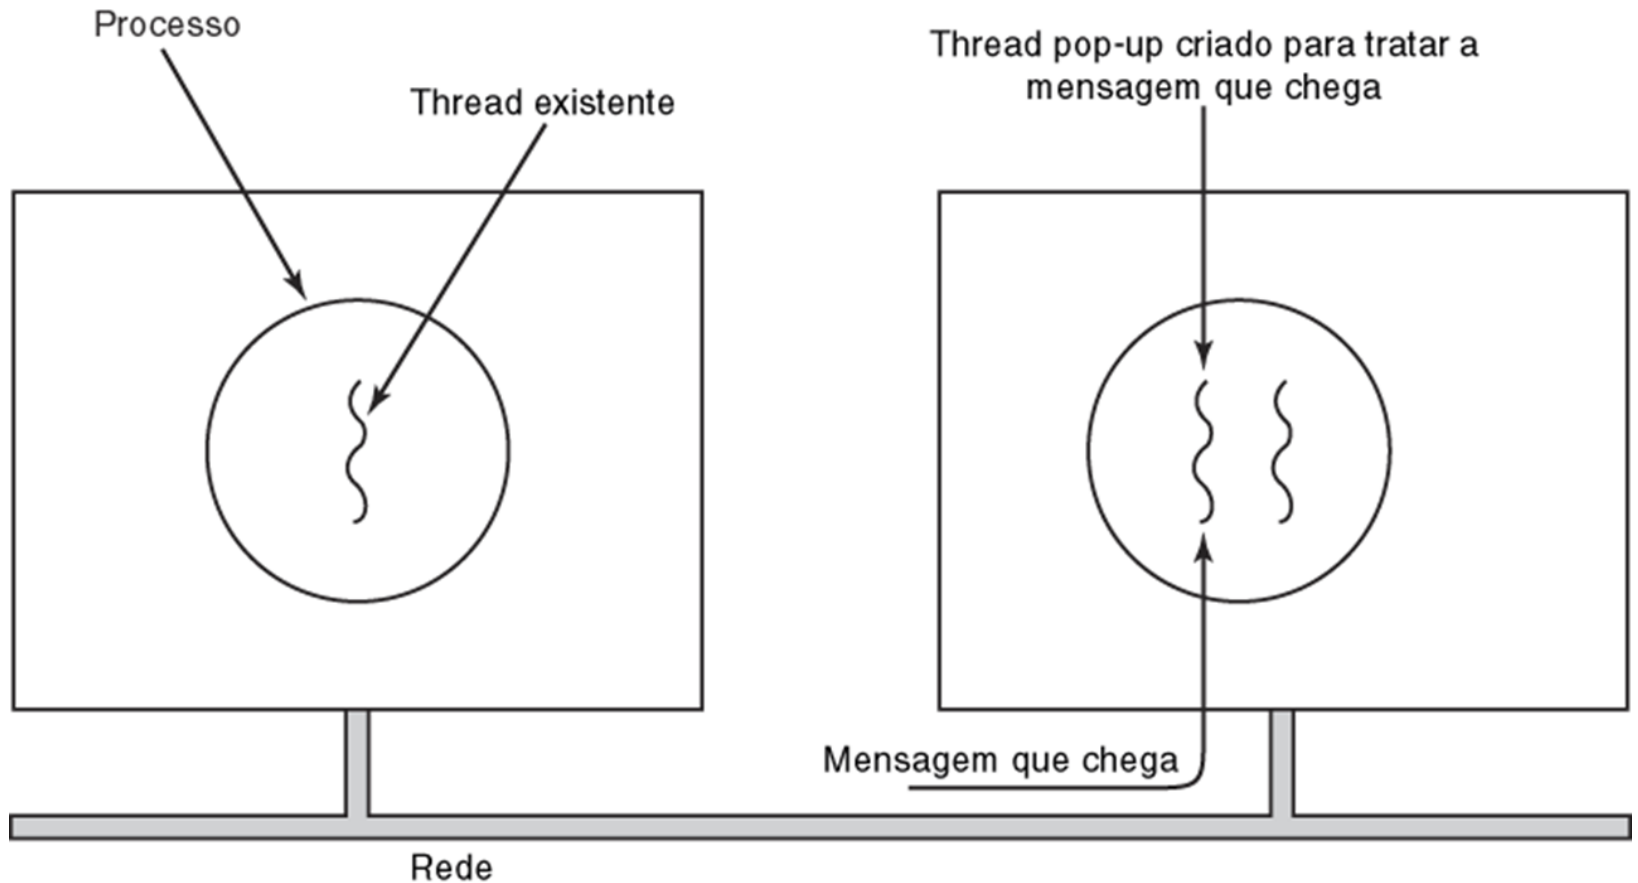 Processo
Thread existente
Thread pop-up criado para tratar a
mensagem que chega
Mensagem que chega
Rede